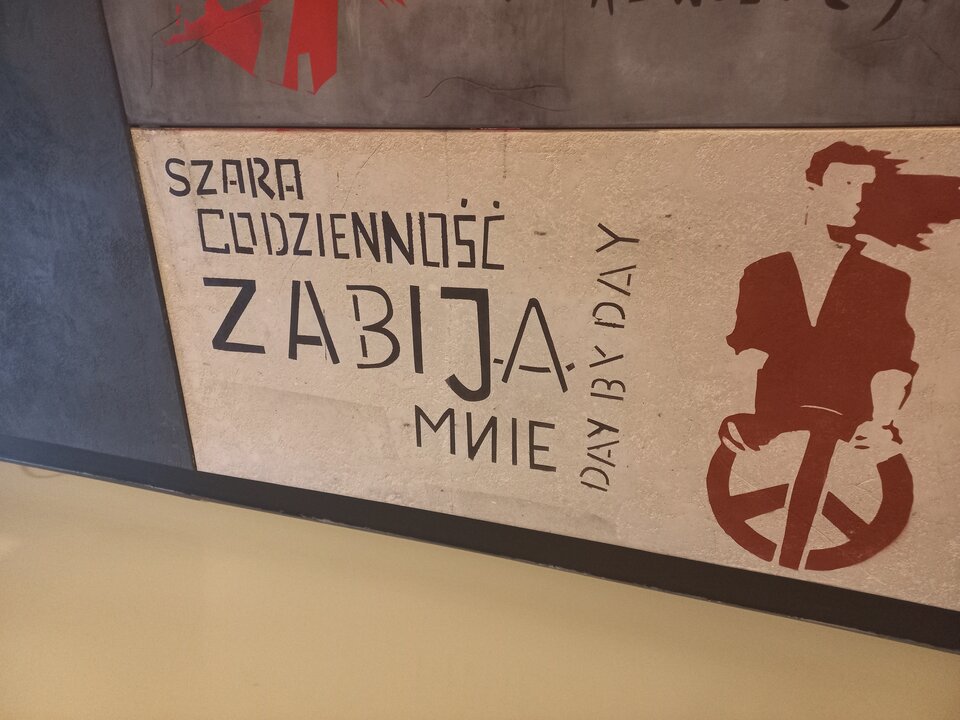 SZARA
CODZIENNOŚĆ
ZABIJA
MNIE
DAY BY DAY